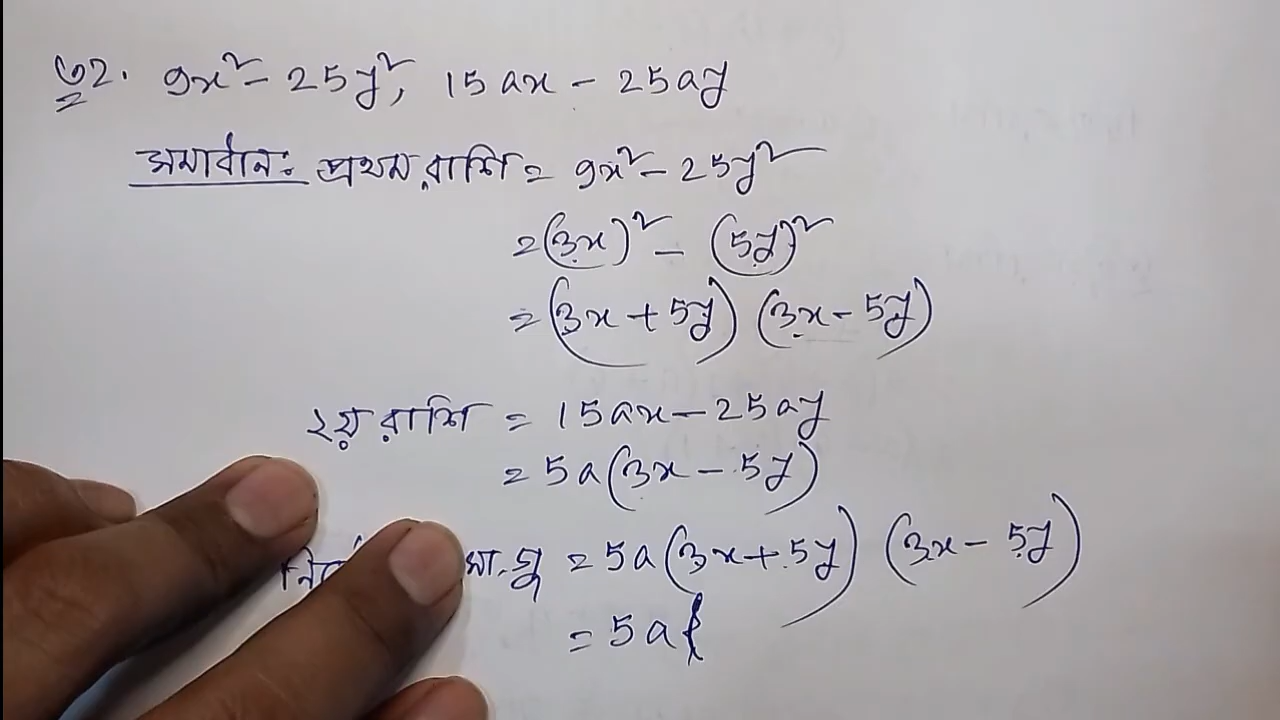 ৩2. 9x² - 25y², 15ax - 25ay
সমাধান: প্রথম রাশি = 9x² - 25y²
= (3x)² - (5y)²
= (3x + 5y) (3x - 5y)
২য় রাশি = 15ax - 25ay
= 5a(3x - 5y)
সা.গু = 5a(3x + 5y) (3x - 5y)
= 5a{